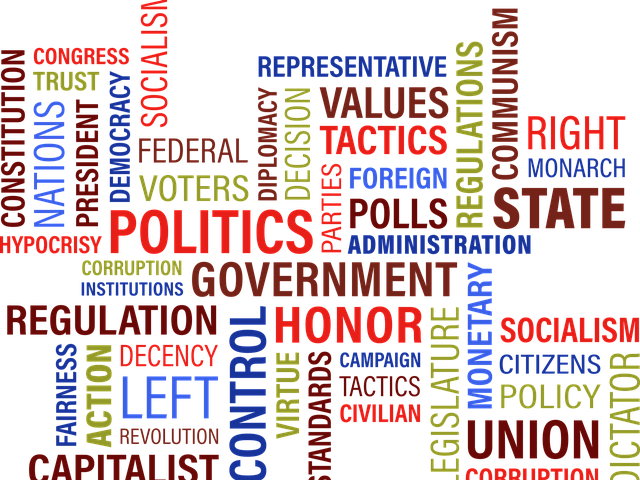 CONSTITUTION
CONGRESS
TRUST
NATIONS
PRESIDENT
DEMOCRACY
SOCIALISM
FEDERAL
VOTERS
DIPLOMACY
DECISION
REPRESENTATIVE
VALUES
TACTICS
PARTIES
FOREIGN
POLLS
REGULATIONS
COMMUNISM
RIGHT
MONARCH
STATE
HYPOCRISY
POLITICS
ADMINISTRATION
CORRUPTION
INSTITUTIONS
GOVERNMENT
REGULATION
HONOR
FAIRNESS
ACTION
DECENCY
LEFT
REVOLUTION
CAPITALIST
CONTROL
VIRTUE
STANDARDS
CAMPAIGN
TACTICS
CIVILIAN
LEGISLATURE
MONETARY
SOCIALISM
CITIZENS
POLICY
UNION
CORRUPTION
DICTATOR